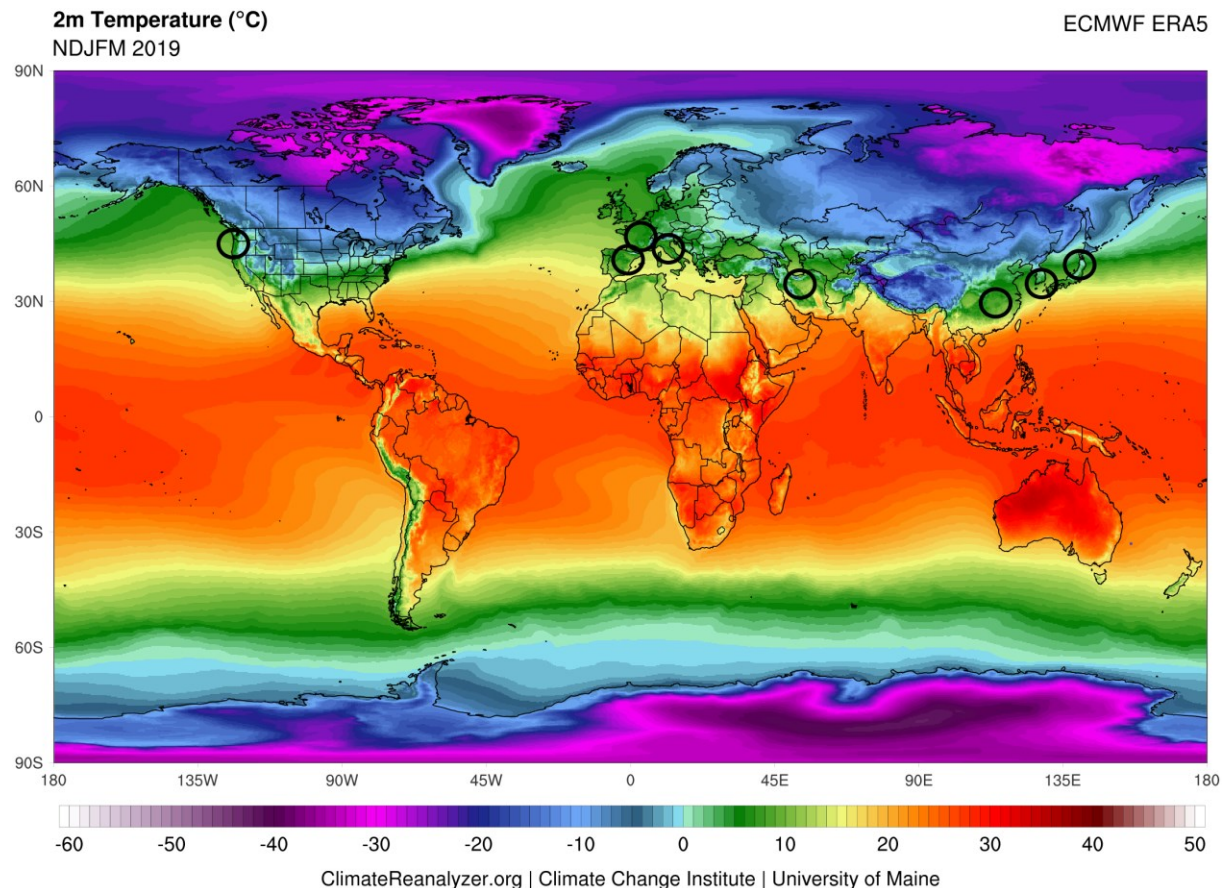 2m Temperature (°C)
ECMWF ERA5
NDJFM 2019
90N
60N
30N
0
30S
60S
90S
180 135W 90W 45W 0 45E 90E 135E 180
-60 -50 -40 -30 -20 -10 0 10 20 30 40 50
ClimateReanalyzer.org | Climate Change Institute | University of Maine